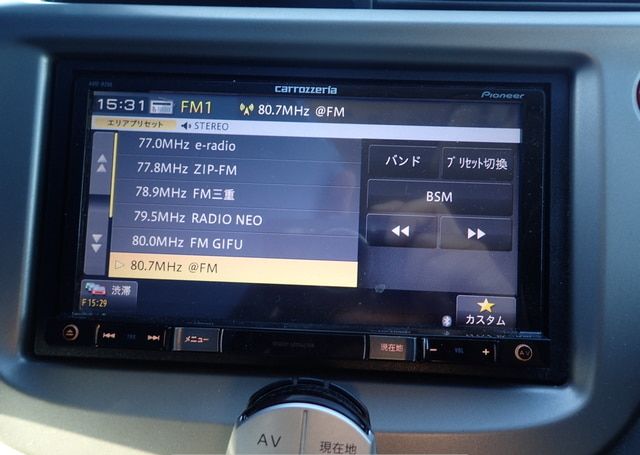 carrozzeria
Pioneer
15:31 FM1 80.7MHz @FM
エリアプリセット STEREO
77.0MHz e-radio
77.8MHz ZIP-FM
78.9MHz FM三重
79.5MHz RADIO NEO
80.0MHz FM GIFU
80.7MHz @FM
バンド
プリセット切換
BSM
渋滞
F 15:29
カスタム
メニュー
現在地
VOL
AV
AV
現在地